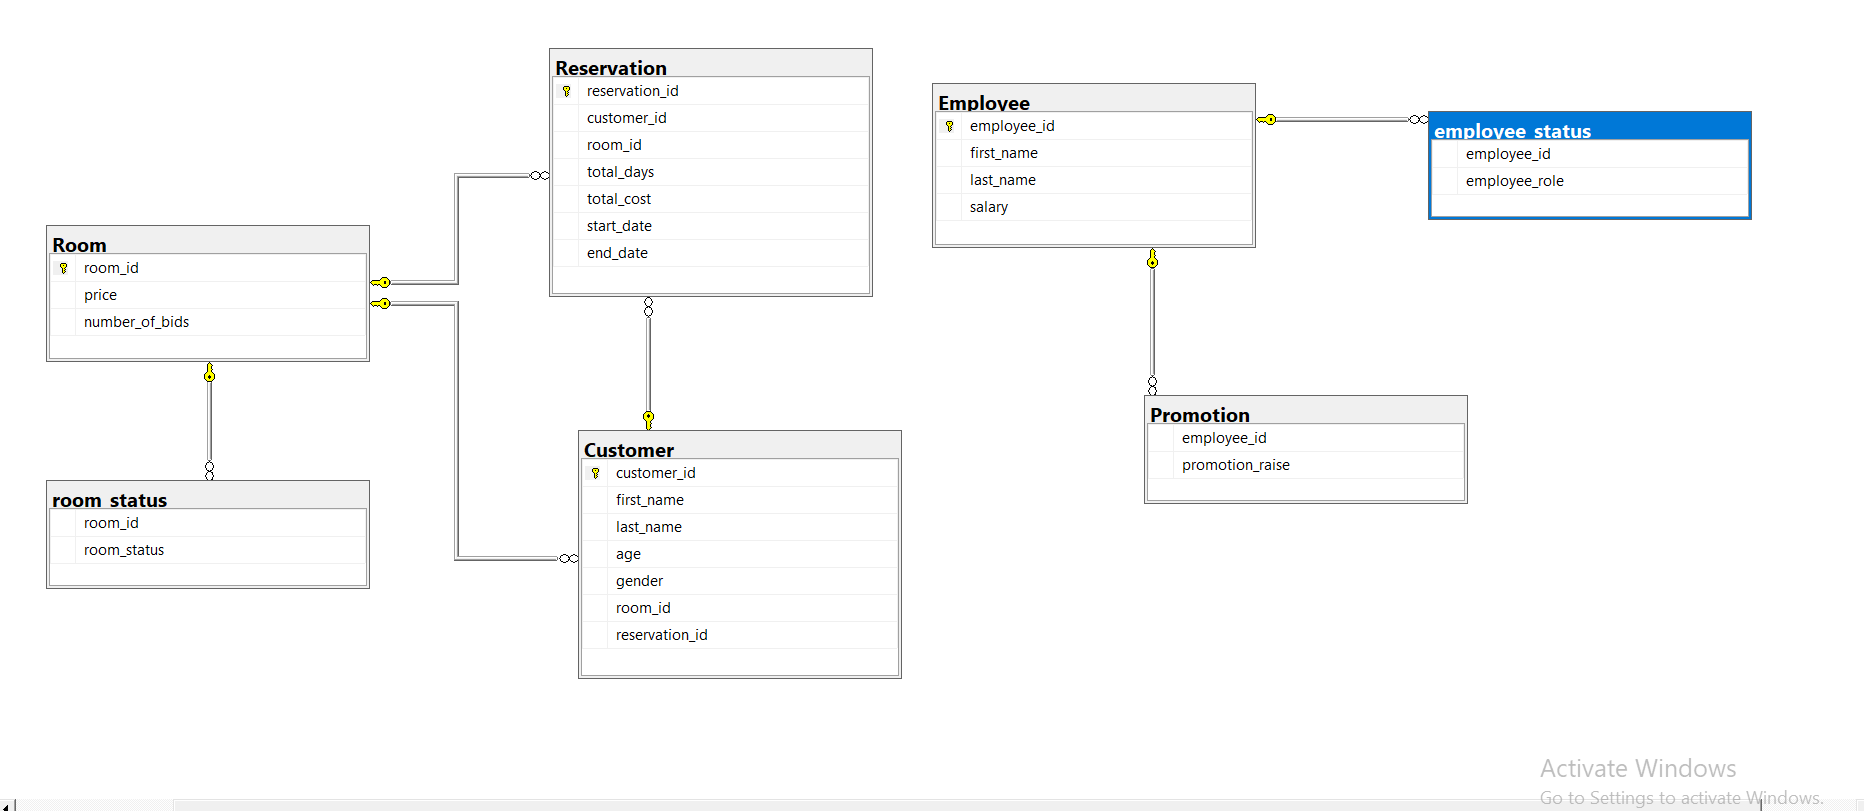 Reservation
reservation_id
customer_id
room_id
total_days
total_cost
start_date
end_date
Employee
employee_id
first_name
last_name
salary
employee_status
employee_id
employee_role
Room
room_id
price
number_of_bids
room_status
room_id
room_status
Customer
customer_id
first_name
last_name
age
gender
room_id
reservation_id
Promotion
employee_id
promotion_raise
Activate Windows
Go to Settings to activate Windows.